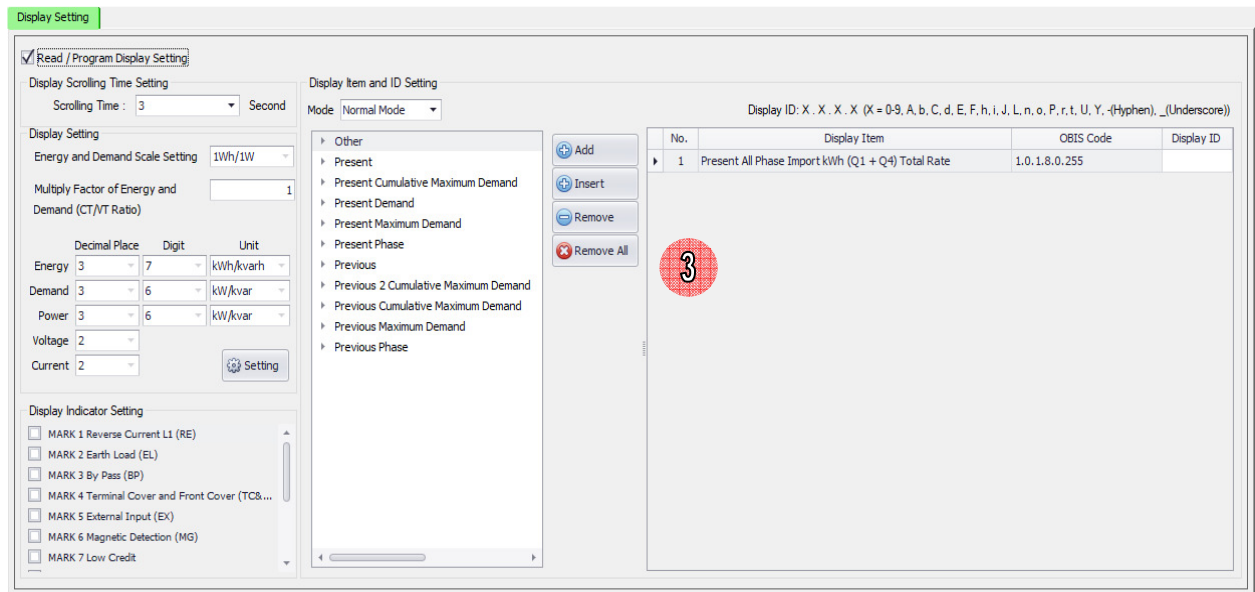 Display Setting
Read / Program Display Setting
Display Scrolling Time Setting
Scrolling Time : 3 Second
Display Setting
Energy and Demand Scale Setting 1Wh/1W
Multiply Factor of Energy and 1
Demand (CT/VT Ratio)
Decimal Place Digit Unit
Energy 3 7 kWh/kvarh
Demand 3 6 kW/kvar
Power 3 6 kW/kvar
Voltage 2
Current 2
Setting
Display Indicator Setting
MARK 1 Reverse Current L1 (RE)
MARK 2 Earth Load (EL)
MARK 3 By Pass (BP)
MARK 4 Terminal Cover and Front Cover (TC&...
MARK 5 External Input (EX)
MARK 6 Magnetic Detection (MG)
MARK 7 Low Credit
Display Item and ID Setting
Mode Normal Mode
Display ID: X . X . X . X (X = 0-9, A, b, C, d, E, F, h, i, J, L, n, o, P, r, t, U, Y, -(Hyphen), _(Underscore))
Other
Present
Present Cumulative Maximum Demand
Present Demand
Present Maximum Demand
Present Phase
Previous
Previous 2 Cumulative Maximum Demand
Previous Cumulative Maximum Demand
Previous Maximum Demand
Previous Phase
Add
Insert
Remove
Remove All
No. Display Item OBIS Code Display ID
1 Present All Phase Import kWh (Q1 + Q4) Total Rate 1.0.1.8.0.255
3